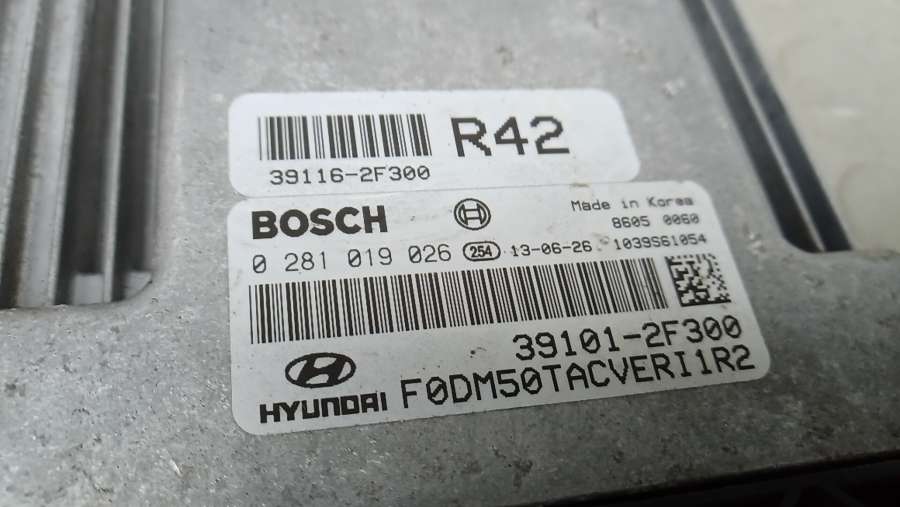 R42
39116-2F300
BOSCH
Made in Korea
8605 0060
0 281 019 026 254 13-06-26 1039S61054
39101-2F300
HYUNDAI F0DM50TACVERI1R2